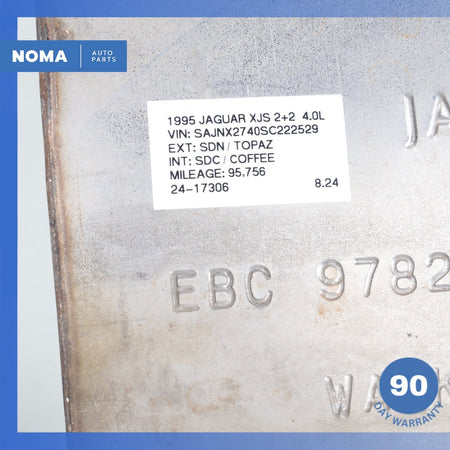 NOMA AUTO
PARTS
1995 JAGUAR XJS 2+2 4.0L
VIN: SAJNX2740SC222529
EXT: SDN / TOPAZ
INT: SDC / COFFEE
MILEAGE: 95,756
24-17306 8.24
JA
EBC 9782
90
DAY WARRANTY